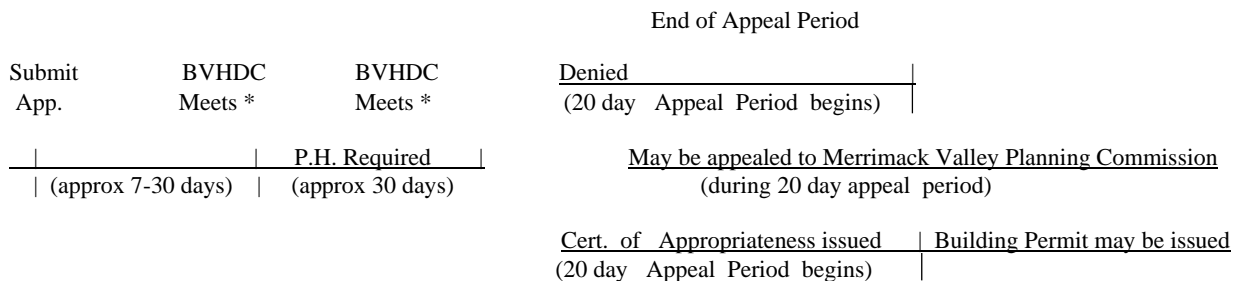 End of Appeal Period
Submit BVHDC BVHDC Denied |
App. Meets * Meets * (20 day Appeal Period begins) |
| | P.H. Required | May be appealed to Merrimack Valley Planning Commission
| (approx 7-30 days) | (approx 30 days) (during 20 day appeal period)
Cert. of Appropriateness issued | Building Permit may be issued
(20 day Appeal Period begins) |